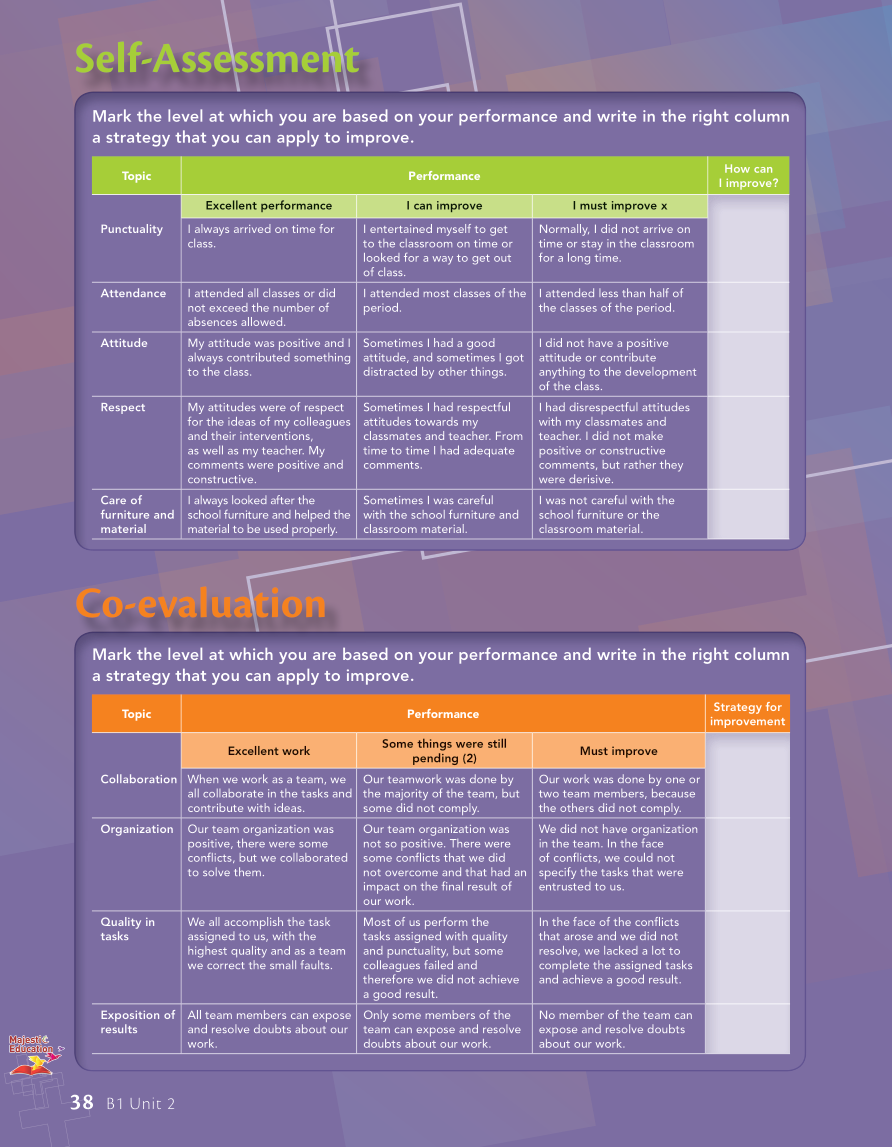 Self-Assessment
Mark the level at which you are based on your performance and write in the right column
a strategy that you can apply to improve.
Topic
Performance
How can
I improve?
Excellent performance
I can improve
I must improve x
Punctuality
I always arrived on time for
class.
I entertained myself to get
to the classroom on time or
looked for a way to get out
of class.
Normally, I did not arrive on
time or stay in the classroom
for a long time.
Attendance
I attended all classes or did
not exceed the number of
absences allowed.
I attended most classes of the
period.
I attended less than half of
the classes of the period.
Attitude
My attitude was positive and I
always contributed something
to the class.
Sometimes I had a good
attitude, and sometimes I got
distracted by other things.
I did not have a positive
attitude or contribute
anything to the development
of the class.
Respect
My attitudes were of respect
for the ideas of my colleagues
and their interventions,
as well as my teacher. My
comments were positive and
constructive.
Sometimes I had respectful
attitudes towards my
classmates and teacher. From
time to time I had adequate
comments.
I had disrespectful attitudes
with my classmates and
teacher. I did not make
positive or constructive
comments, but rather they
were derisive.
Care of
furniture and
material
I always looked after the
school furniture and helped the
material to be used properly.
Sometimes I was careful
with the school furniture and
classroom material.
I was not careful with the
school furniture or the
classroom material.
Co-evaluation
Mark the level at which you are based on your performance and write in the right column
a strategy that you can apply to improve.
Topic
Performance
Strategy for
improvement
Excellent work
Some things were still
pending (2)
Must improve
Collaboration
When we work as a team, we
all collaborate in the tasks and
contribute with ideas.
Our teamwork was done by
the majority of the team, but
some did not comply.
Our work was done by one or
two team members, because
the others did not comply.
Organization
Our team organization was
positive, there were some
conflicts, but we collaborated
to solve them.
Our team organization was
not so positive. There were
some conflicts that we did
not overcome and that had an
impact on the final result of
our work.
We did not have organization
in the team. In the face
of conflicts, we could not
specify the tasks that were
entrusted to us.
Quality in
tasks
We all accomplish the task
assigned to us, with the
highest quality and as a team
we correct the small faults.
Most of us perform the
tasks assigned with quality
and punctuality, but some
colleagues failed and
therefore we did not achieve
a good result.
In the face of the conflicts
that arose and we did not
resolve, we lacked a lot to
complete the assigned tasks
and achieve a good result.
Exposition of
results
All team members can expose
and resolve doubts about our
work.
Only some members of the
team can expose and resolve
doubts about our work.
No member of the team can
expose and resolve doubts
about our work.
Majestic
Education
38 B1 Unit 2